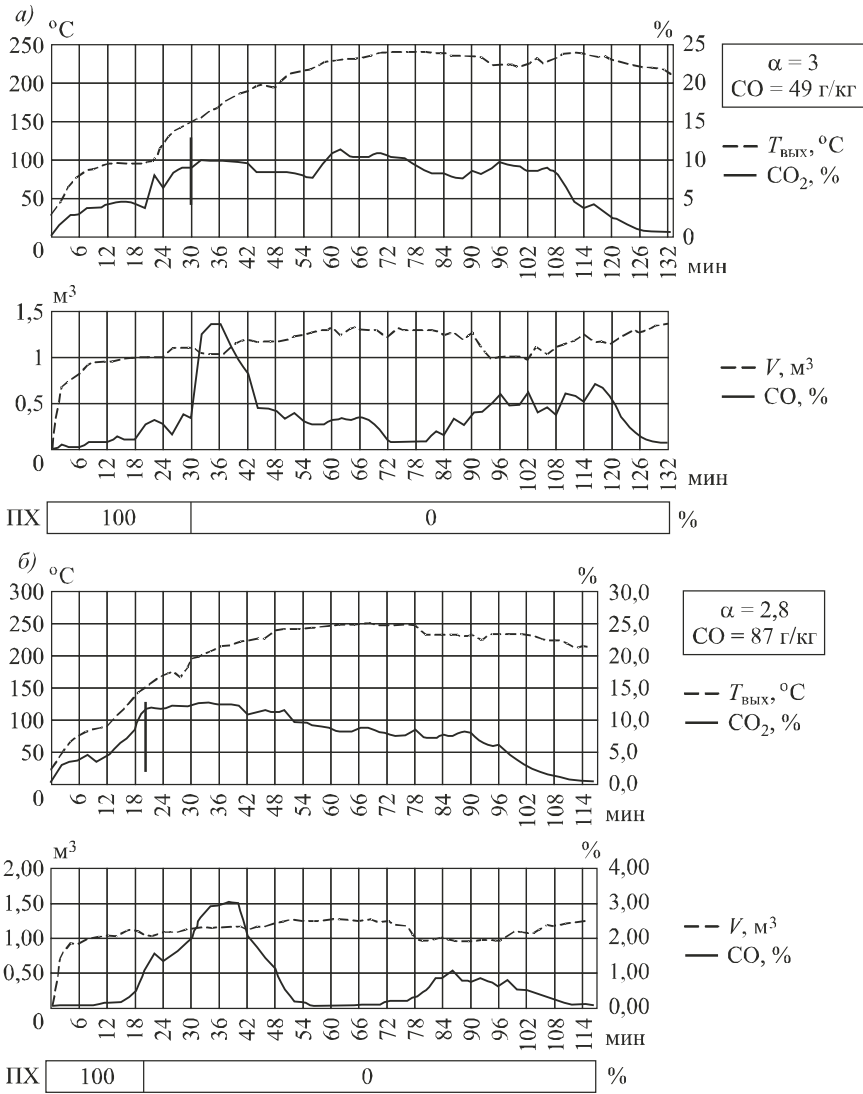 а)
°C %
250 25
200 20
150 15
100 10
50 5
0 0
6 12 18 24 30 36 42 48 54 60 66 72 78 84 90 96 102 108 114 120 126 132
мин
α = 3
CO = 49 г/кг
Tвых, °C
CO2, %
м3
1,5
1
0,5
0
6 12 18 24 30 36 42 48 54 60 66 72 78 84 90 96 102 108 114 120 126 132
мин
V, м3
CO, %
ПХ 100 0 %
б)
°C %
300 30,0
250 25,0
200 20,0
150 15,0
100 10,0
50 5,0
0 0,0
6 12 18 24 30 36 42 48 54 60 66 72 78 84 90 96 102 108 114
мин
α = 2,8
CO = 87 г/кг
Tвых, °C
CO2, %
м3 %
2,00 4,00
1,50 3,00
1,00 2,00
0,50 1,00
0 0,00
6 12 18 24 30 36 42 48 54 60 66 72 78 84 90 96 102 108 114
мин
V, м3
CO, %
ПХ 100 0 %